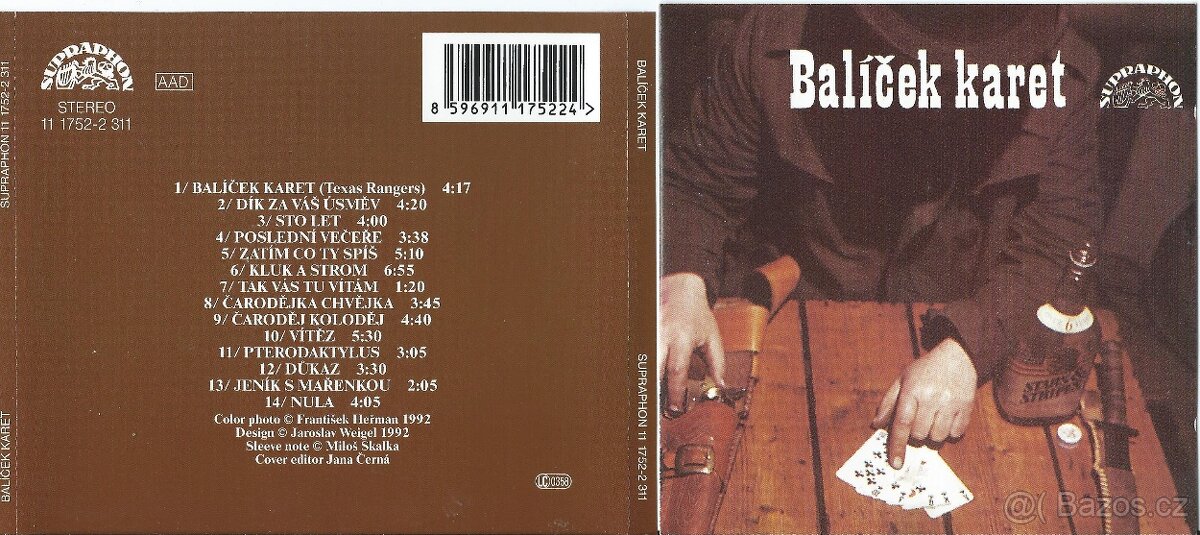 SUPRAPHON
AAD
STEREO
11 1752-2 311
8 596911 175224 >
1/ BALÍČEK KARET (Texas Rangers) 4:17
2/ DÍK ZA VÁŠ ÚSMĚV 4:20
3/ STO LET 4:00
4/ POSLEDNÍ VEČEŘE 3:38
5/ ZATÍM CO TY SPÍŠ 5:10
6/ KLUK A STROM 6:55
7/ TAK VÁS TU VÍTÁM 1:20
8/ ČARODĚJKA CHVĚJKA 3:45
9/ ČARODĚJ KOLODĚJ 4:40
10/ VÍTĚZ 5:30
11/ PTERODAKTYLUS 3:05
12/ DŮKAZ 3:30
13/ JENÍK S MAŘENKOU 2:05
14/ NULA 4:05
Color photo © František Heřman 1992
Design © Jaroslav Weigel 1992
Sleeve note © Miloš Skalka
Cover editor Jana Černá
LC 0358
BALÍČEK KARET
SUPRAPHON 11 1752-2 311
BALÍČEK KARET
SUPRAPHON 11 1752-2 311
Balíček karet
SUPRAPHON
6
STARS &
STRIPES
@( Bazos.cz